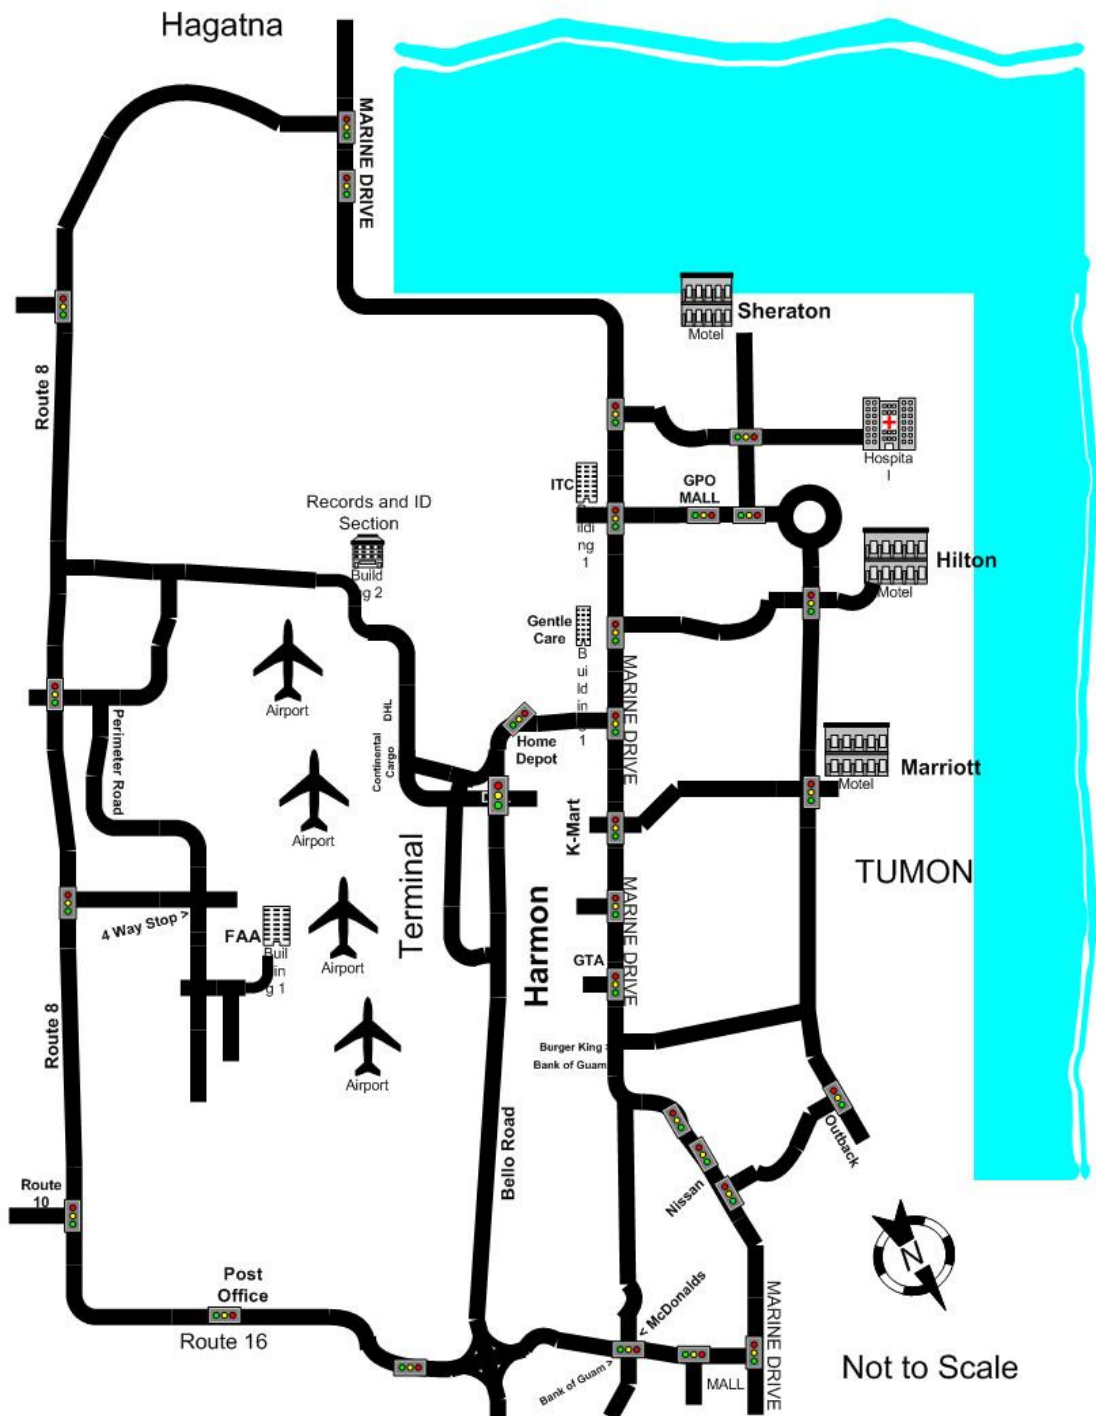 Hagatna
MARINE DRIVE
Sheraton
Motel
Route 8
Hospita
l
ITC
Buildi
ng
1
GPO
MALL
Records and ID
Section
Buildi
ng 2
Hilton
Motel
Gentle
Care
B
ui
ld
in
g
1
MARINE DRIVE
Airport
Perimeter Road
DHL
Continental
Cargo
Home
Depot
Marriott
Motel
Airport
K-Mart
Terminal
Harmon
TUMON
MARINE DRIVE
4 Way Stop >
FAA
Buil
din
g 1
Airport
GTA
Route 8
Burger King >
Bank of Guam
Airport
Bello Road
Outback
Nissan
Route
10
N
Post
Office
Route 16
< McDonalds
MARINE DRIVE
Bank of Guam >
MALL
Not to Scale